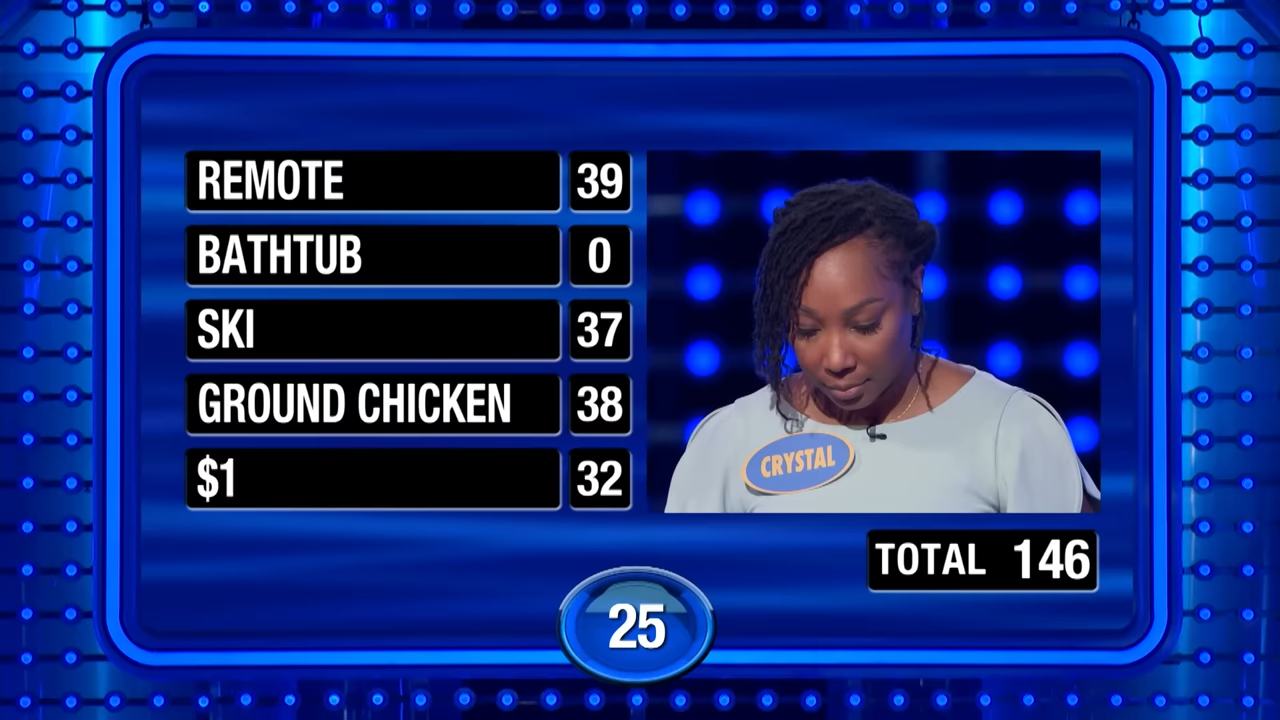 REMOTE 39
BATHTUB 0
SKI 37
GROUND CHICKEN 38
$1 32
CRYSTAL
TOTAL 146
25